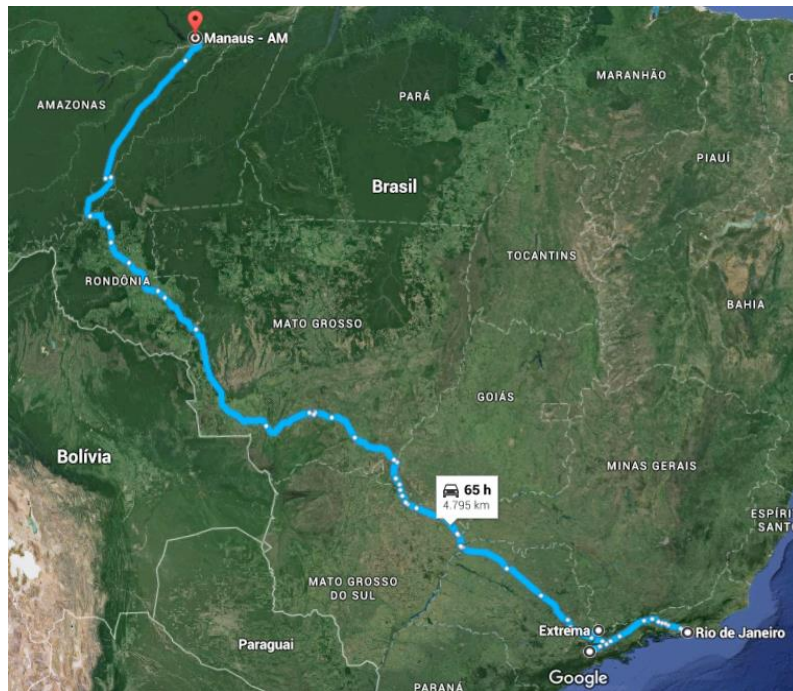 Manaus - AM
MARANHÃO
PARÁ
AMAZONAS
PIAUÍ
Brasil
TOCANTINS
RONDÔNIA
BAHIA
MATO GROSSO
GOIÁS
Bolívia
MINAS GERAIS
65 h
4.795 km
ESPÍRI
SANTO
MATO GROSSO
DO SUL
Extrema
Rio de Janeiro
Paraguai
Google
PARANÁ